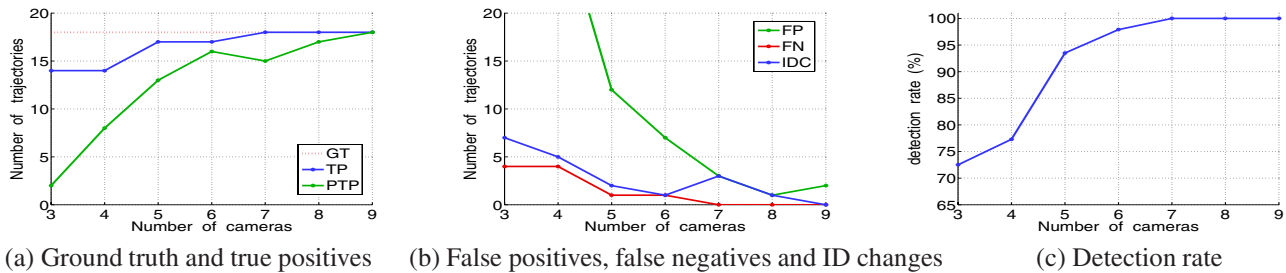 20
15
10
5
0
3 4 5 6 7 8 9
Number of trajectories
Number of cameras
GT
TP
PTP
20
15
10
5
0
3 4 5 6 7 8 9
Number of trajectories
Number of cameras
FP
FN
IDC
100
95
90
85
80
75
70
65
3 4 5 6 7 8 9
detection rate (%)
Number of cameras
(a) Ground truth and true positives
(b) False positives, false negatives and ID changes
(c) Detection rate